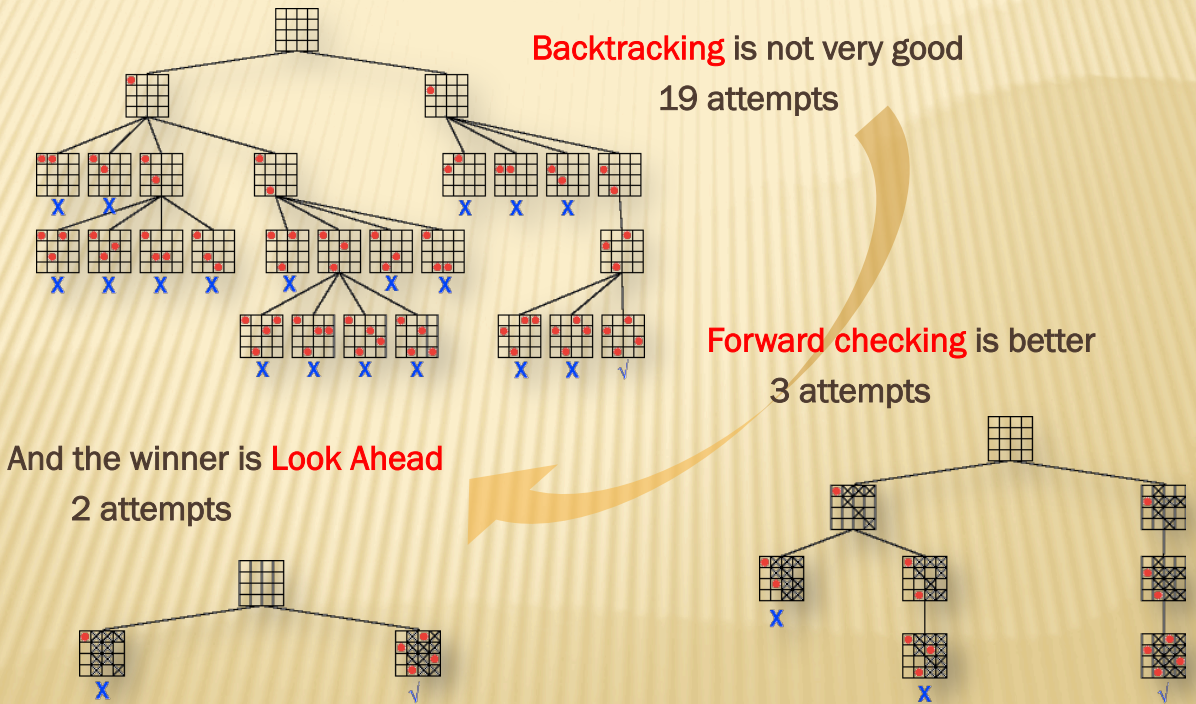 Backtracking is not very good
19 attempts
X X X X X
X X X X X X X
X X X X X X √
Forward checking is better
3 attempts
X
X √
And the winner is Look Ahead
2 attempts
X √